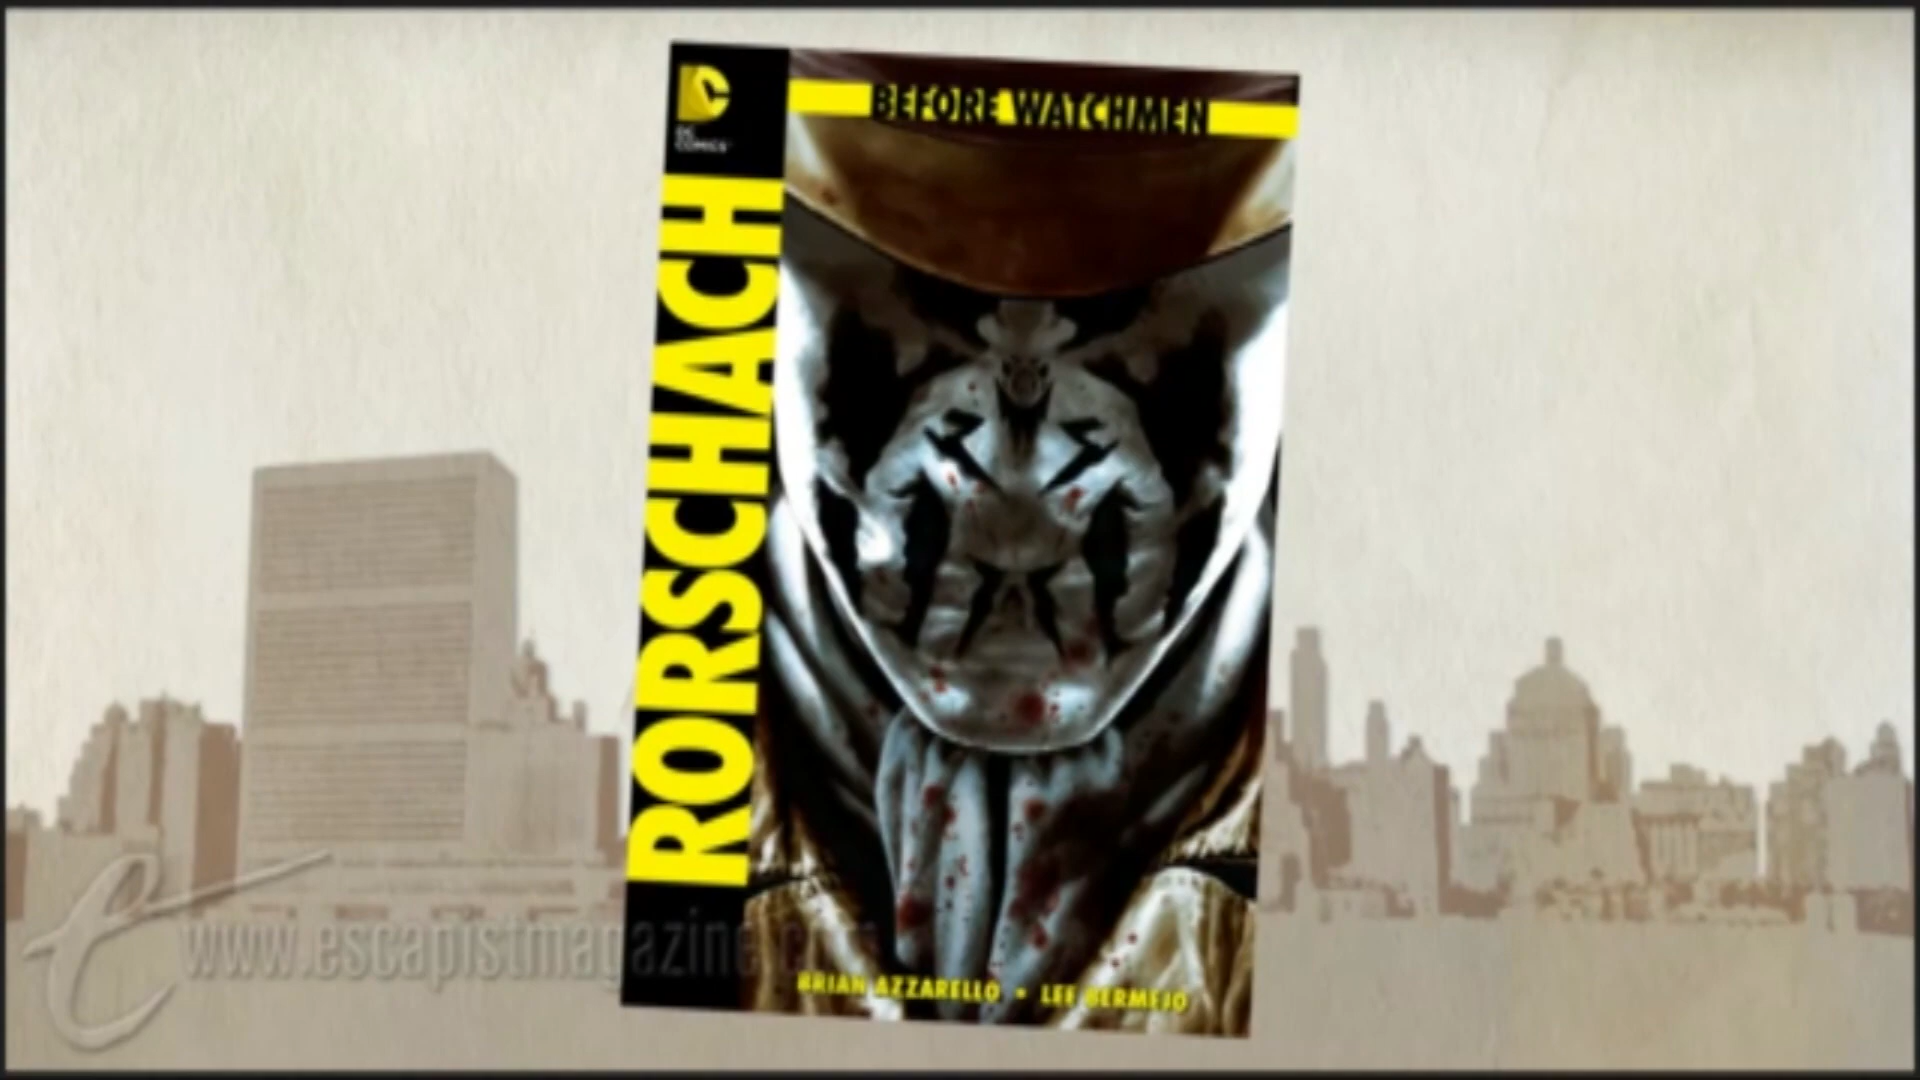 DC
COMICS
BEFORE WATCHMEN
RORSCHACH
www.escapistmagazine.com
BRIAN AZZARELLO • LEE BERMEJO